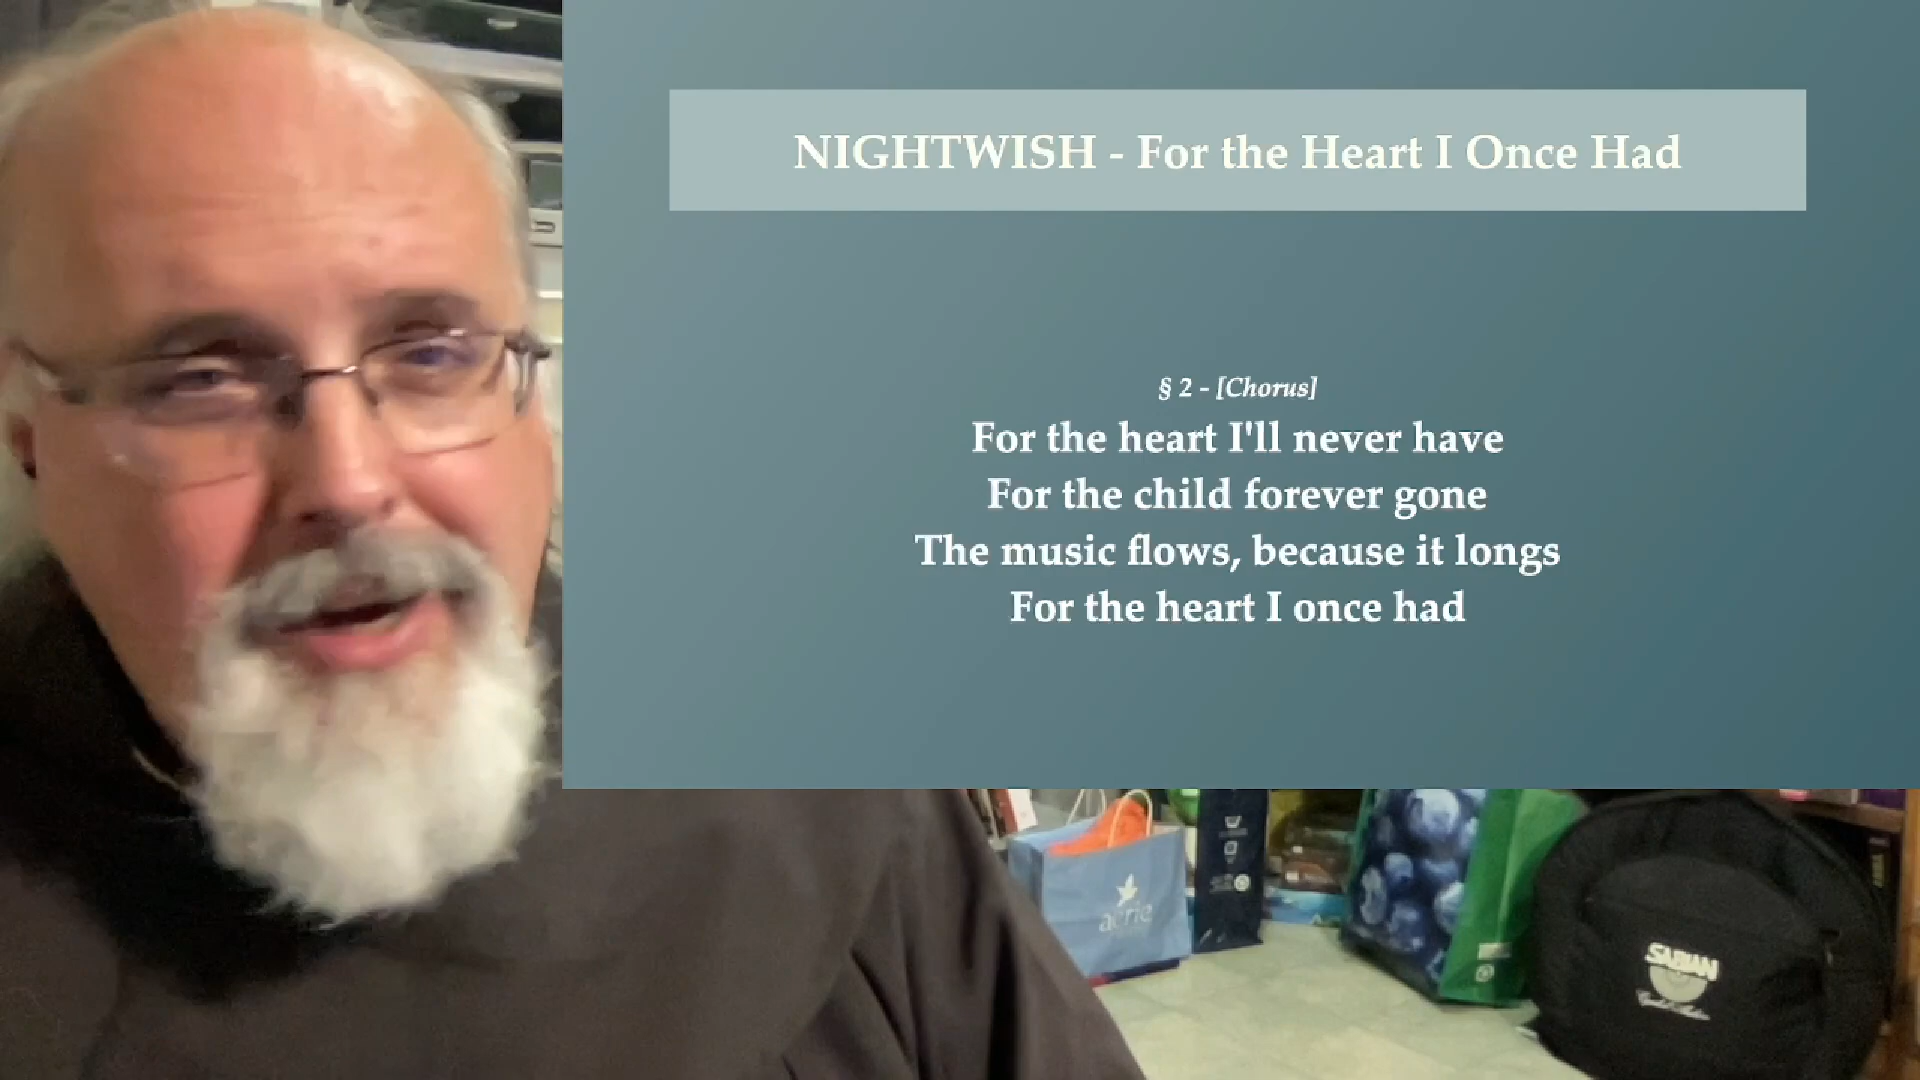 NIGHTWISH - For the Heart I Once Had
§ 2 - [Chorus]
For the heart I'll never have
For the child forever gone
The music flows, because it longs
For the heart I once had
aerie
SABIAN